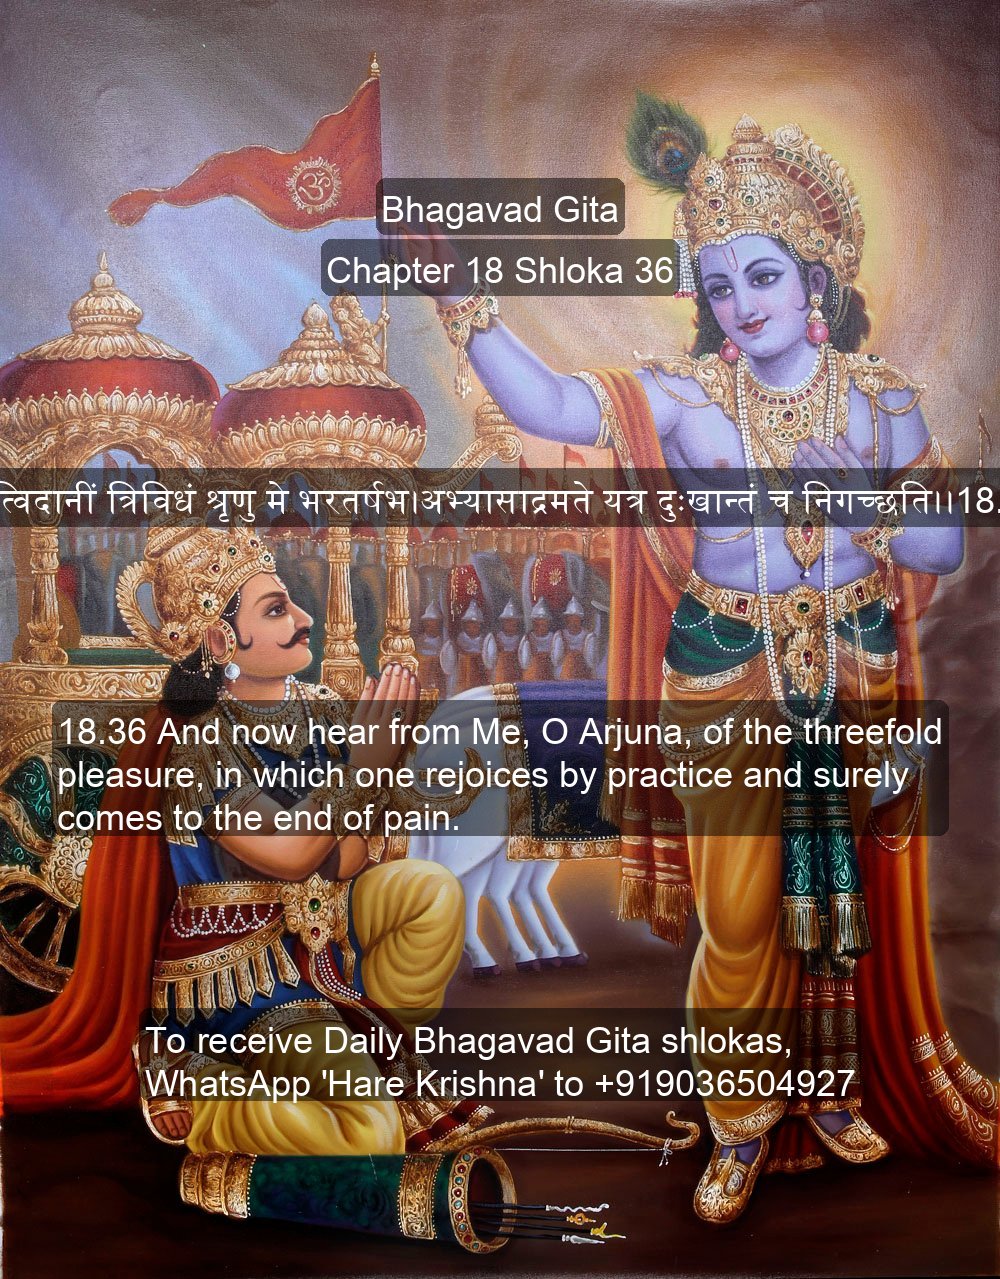 ॐ
Bhagavad Gita
Chapter 18 Shloka 36
त्विदानीं त्रिविधं श्रृणु मे भरतर्षभ।अभ्यासाद्रमते यत्र दुःखान्तं च निगच्छति।।18.
18.36 And now hear from Me, O Arjuna, of the threefold
pleasure, in which one rejoices by practice and surely
comes to the end of pain.
To receive Daily Bhagavad Gita shlokas,
WhatsApp 'Hare Krishna' to +919036504927